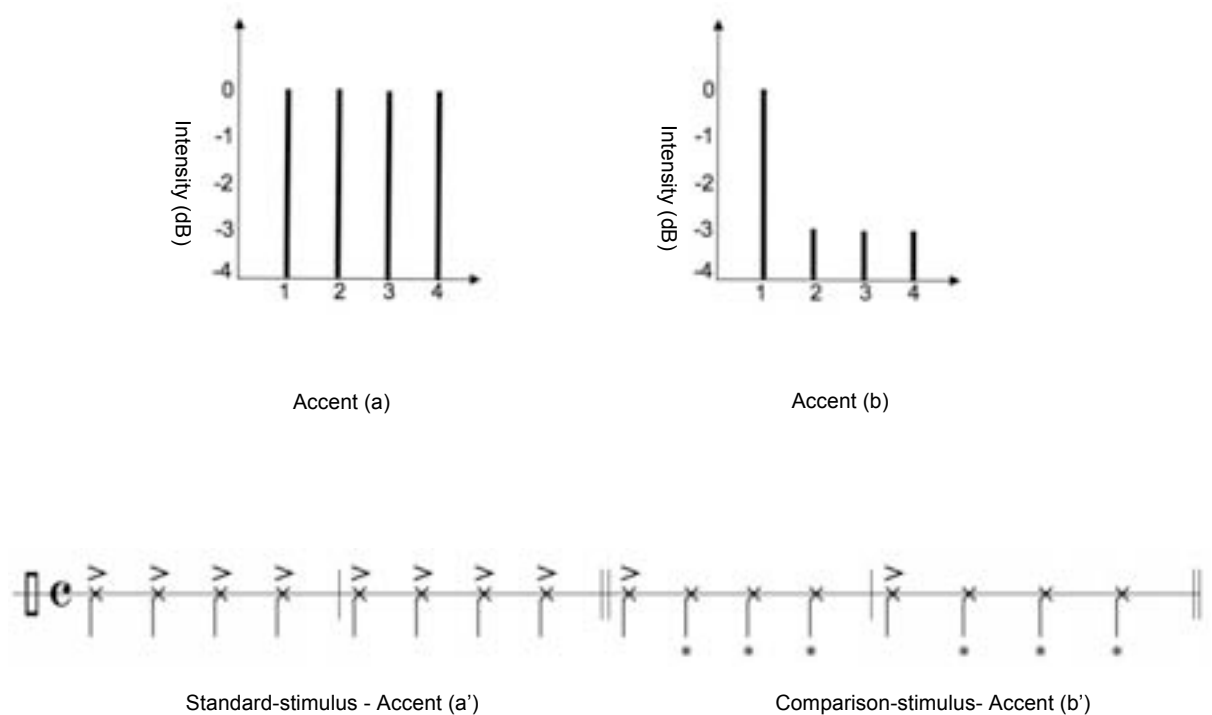 Intensity (dB)
0
-1
-2
-3
-4
1 2 3 4
Accent (a)
Intensity (dB)
0
-1
-2
-3
-4
1 2 3 4
Accent (b)
Standard-stimulus - Accent (a’)
Comparison-stimulus- Accent (b’)